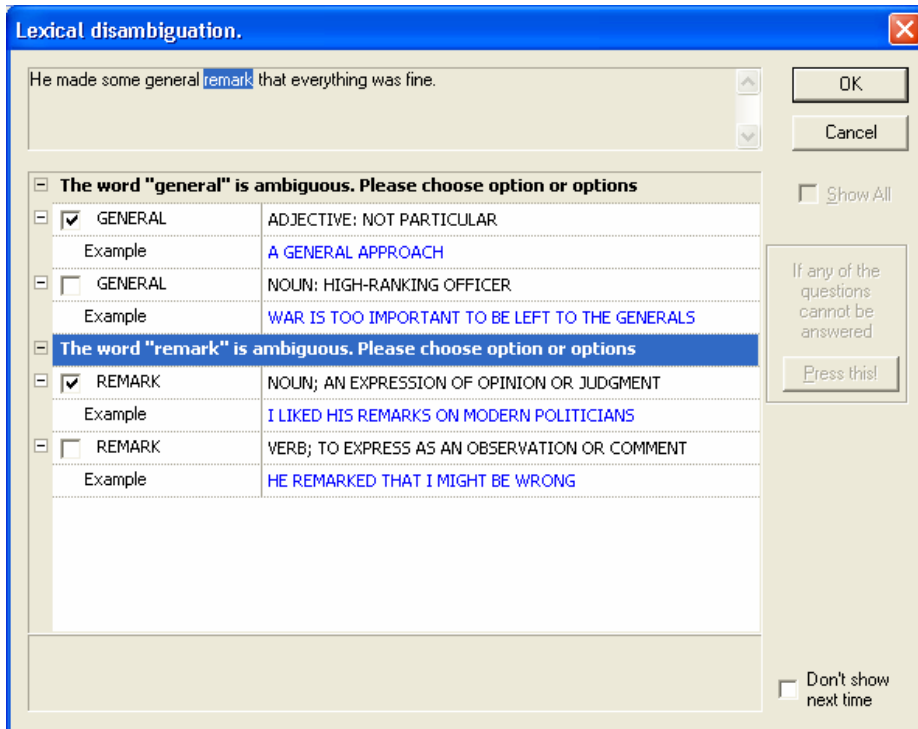 Lexical disambiguation.
He made some general remark that everything was fine.
OK
Cancel
The word "general" is ambiguous. Please choose option or options
Show All
GENERAL ADJECTIVE: NOT PARTICULAR
Example A GENERAL APPROACH
GENERAL NOUN: HIGH-RANKING OFFICER
Example WAR IS TOO IMPORTANT TO BE LEFT TO THE GENERALS
The word "remark" is ambiguous. Please choose option or options
REMARK NOUN; AN EXPRESSION OF OPINION OR JUDGMENT
Example I LIKED HIS REMARKS ON MODERN POLITICIANS
REMARK VERB; TO EXPRESS AS AN OBSERVATION OR COMMENT
Example HE REMARKED THAT I MIGHT BE WRONG
If any of the
questions
cannot be
answered
Press this!
Don't show
next time